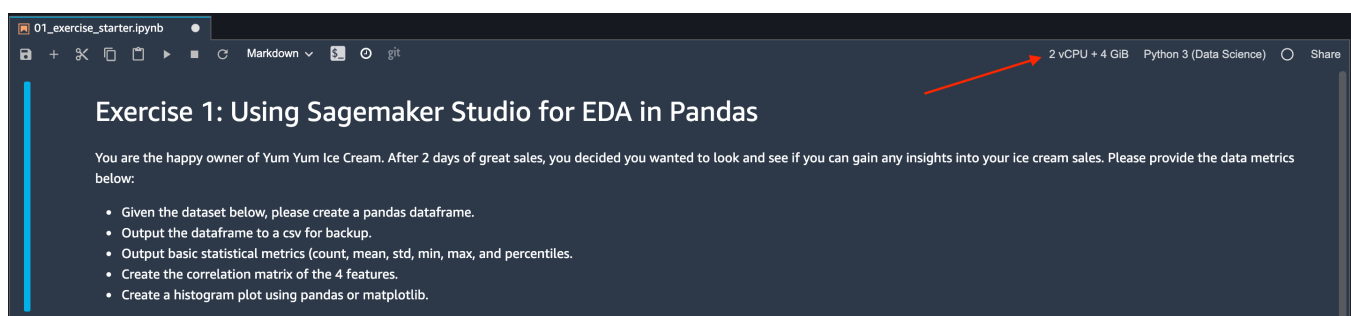 01_exercise_starter.ipynb
Markdown git 2 vCPU + 4 GiB Python 3 (Data Science) Share
Exercise 1: Using Sagemaker Studio for EDA in Pandas
You are the happy owner of Yum Yum Ice Cream. After 2 days of great sales, you decided you wanted to look and see if you can gain any insights into your ice cream sales. Please provide the data metrics
below:
• Given the dataset below, please create a pandas dataframe.
• Output the dataframe to a csv for backup.
• Output basic statistical metrics (count, mean, std, min, max, and percentiles.
• Create the correlation matrix of the 4 features.
• Create a histogram plot using pandas or matplotlib.